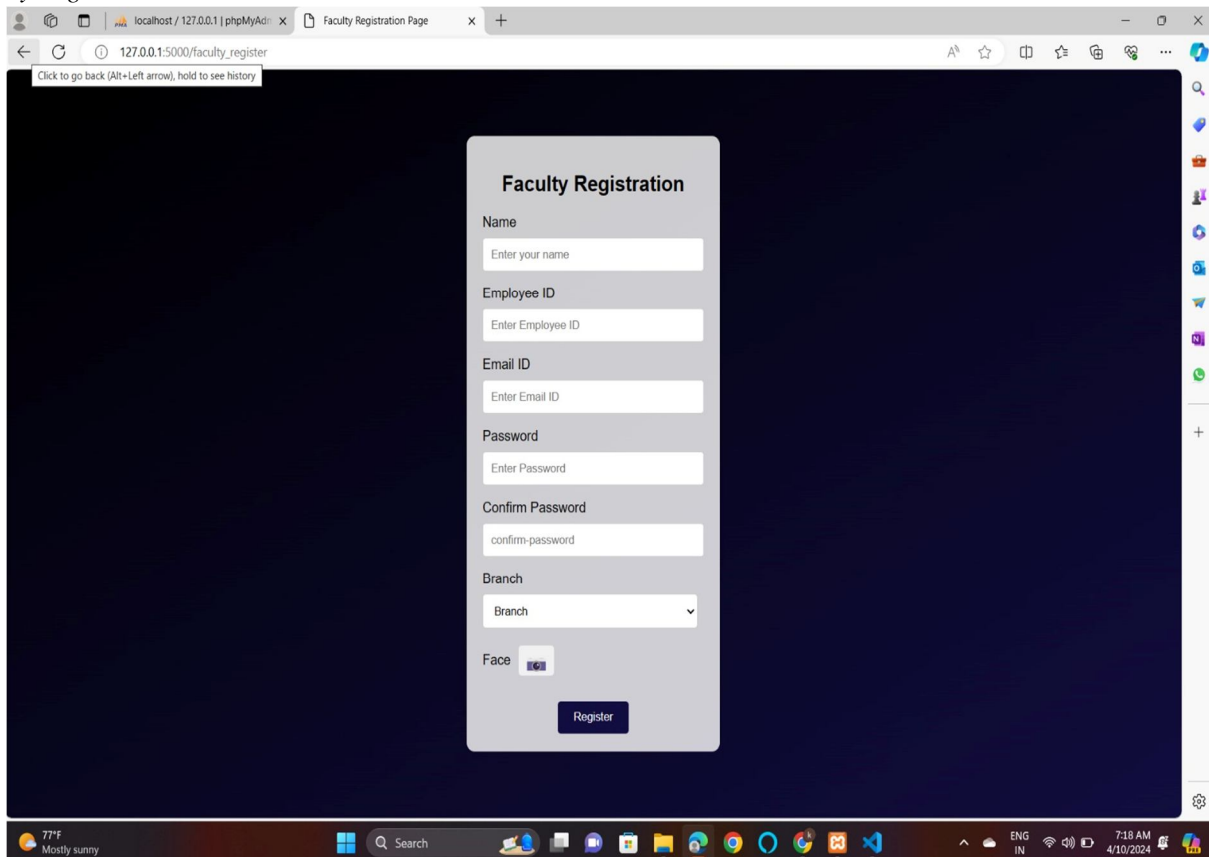 localhost / 127.0.0.1 | phpMyAdn
Faculty Registration Page
127.0.0.1:5000/faculty_register
Click to go back (Alt+Left arrow), hold to see history
Faculty Registration
Name
Enter your name
Employee ID
Enter Employee ID
Email ID
Enter Email ID
Password
Enter Password
Confirm Password
confirm-password
Branch
Branch
Face
Register
77°F
Mostly sunny
Search
ENG
IN
7:18 AM
4/10/2024